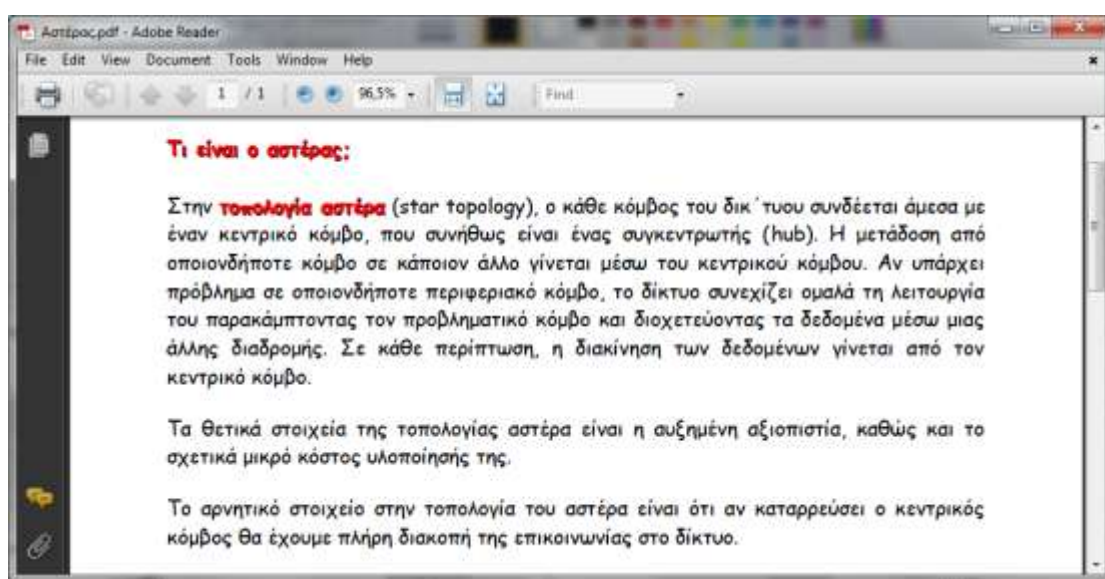 Αστέρας.pdf - Adobe Reader
File Edit View Document Tools Window Help
1 / 1 96,5% Find
Τι είναι ο αστέρας;
Στην τοπολογία αστέρα (star topology), ο κάθε κόμβος του δικ΄τυου συνδέεται άμεσα με
έναν κεντρικό κόμβο, που συνήθως είναι ένας συγκεντρωτής (hub). Η μετάδοση από
οποιονδήποτε κόμβο σε κάποιον άλλο γίνεται μέσω του κεντρικού κόμβου. Αν υπάρχει
πρόβλημα σε οποιονδήποτε περιφεριακό κόμβο, το δίκτυο συνεχίζει ομαλά τη λειτουργία
του παρακάμπτοντας τον προβληματικό κόμβο και διοχετεύοντας τα δεδομένα μέσω μιας
άλλης διαδρομής. Σε κάθε περίπτωση, η διακίνηση των δεδομένων γίνεται από τον
κεντρικό κόμβο.
Τα θετικά στοιχεία της τοπολογίας αστέρα είναι η αυξημένη αξιοπιστία, καθώς και το
σχετικά μικρό κόστος υλοποίησής της.
Το αρνητικό στοιχείο στην τοπολογία του αστέρα είναι ότι αν καταρρεύσει ο κεντρικός
κόμβος θα έχουμε πλήρη διακοπή της επικοινωνίας στο δίκτυο.